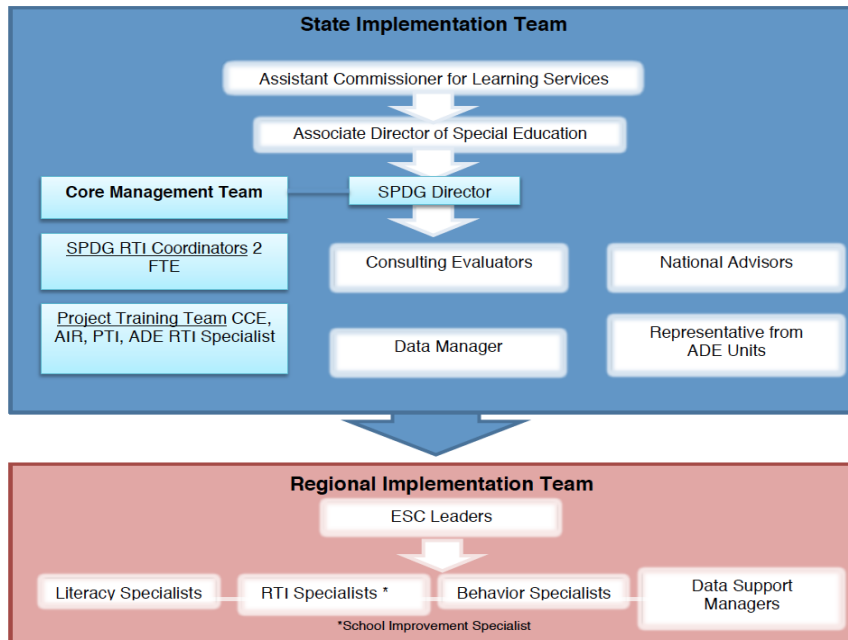 State Implementation Team
Assistant Commissioner for Learning Services
Associate Director of Special Education
Core Management Team
SPDG Director
SPDG RTI Coordinators 2
FTE
Consulting Evaluators
National Advisors
Project Training Team CCE,
AIR, PTI, ADE RTI Specialist
Data Manager
Representative from
ADE Units
Regional Implementation Team
ESC Leaders
Literacy Specialists
RTI Specialists *
Behavior Specialists
Data Support
Managers
*School Improvement Specialist